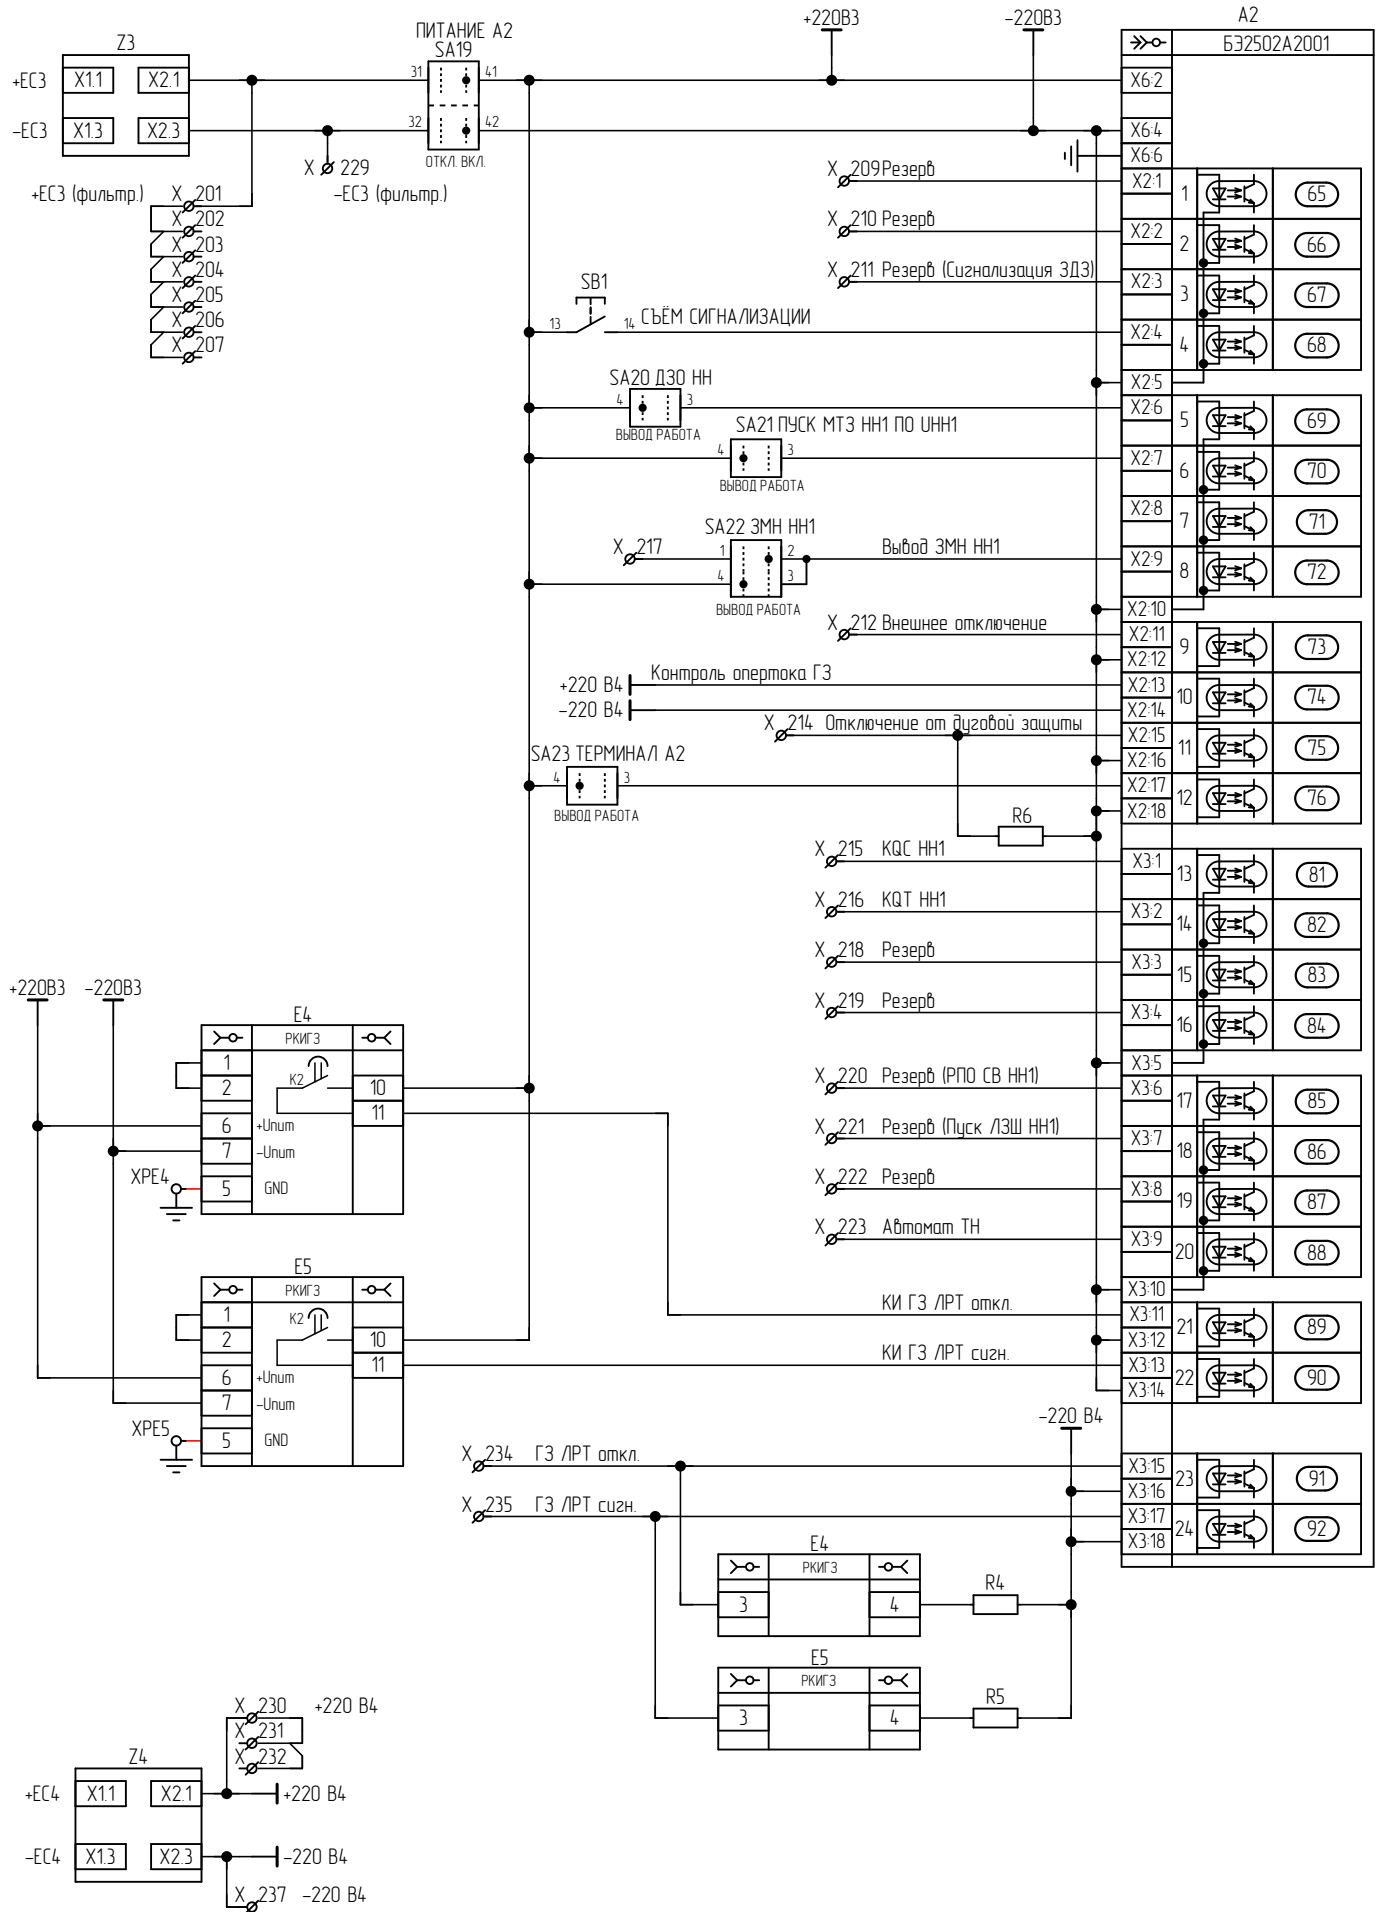 +220В3
-220В3
А2
ПИТАНИЕ А2
SA19
Z3
БЭ2502А2001
+ЕС3
X1.1
X2.1
31
41
X6:2
-ЕС3
X1.3
X2.3
32
42
X6:4
ОТКЛ. ВКЛ.
X6:6
X 229
-ЕС3 (фильтр.)
+ЕС3 (фильтр.)
X 201
X 202
X 203
X 204
X 205
X 206
X 207
X 209 Резерв
X2:1
1
65
X 210 Резерв
X2:2
2
66
X 211 Резерв (Сигнализация ЗДЗ)
X2:3
3
67
SB1
13
14
СЪЁМ СИГНАЛИЗАЦИИ
X2:4
4
68
X2:5
SA20 ДЗО НН
4
3
ВЫВОД РАБОТА
X2:6
5
69
SA21 ПУСК МТЗ НН1 ПО UНН1
4
3
ВЫВОД РАБОТА
X2:7
6
70
X2:8
7
71
SA22 ЗМН НН1
X 217
1
2
4
3
ВЫВОД РАБОТА
Вывод ЗМН НН1
X2:9
8
72
X2:10
X 212 Внешнее отключение
X2:11
9
73
X2:12
Контроль опертока ГЗ
+220 В4
X2:13
10
74
-220 В4
X2:14
X 214 Отключение от дуговой защиты
X2:15
11
75
X2:16
SA23 ТЕРМИНАЛ А2
4
3
ВЫВОД РАБОТА
X2:17
12
76
X2:18
R6
X 215 KQC НН1
X3:1
13
81
X 216 KQT НН1
X3:2
14
82
X 218 Резерв
X3:3
15
83
X 219 Резерв
X3:4
16
84
X3:5
X 220 Резерв (РПО СВ НН1)
X3:6
17
85
X 221 Резерв (Пуск ЛЗШ НН1)
X3:7
18
86
X 222 Резерв
X3:8
19
87
X 223 Автомат ТН
X3:9
20
88
X3:10
КИ ГЗ ЛРТ откл.
X3:11
21
89
X3:12
КИ ГЗ ЛРТ сигн.
X3:13
22
90
X3:14
+220В3
-220В3
E4
РКИГЗ
1
2
K2
10
11
6
+Uпит
7
-Uпит
XPE4
5
GND
E5
РКИГЗ
1
2
K2
10
11
6
+Uпит
7
-Uпит
XPE5
5
GND
-220 В4
X 234 ГЗ ЛРТ откл.
X3:15
23
91
X3:16
X 235 ГЗ ЛРТ сигн.
X3:17
24
92
X3:18
E4
РКИГЗ
3
4
R4
E5
РКИГЗ
3
4
R5
X 230 +220 В4
X 231
X 232
Z4
+ЕС4
X1.1
X2.1
+220 В4
-ЕС4
X1.3
X2.3
-220 В4
X 237 -220 В4